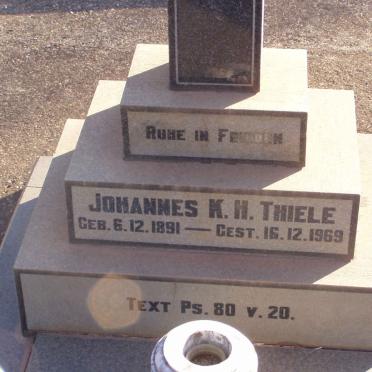 RUHE IN FRIEDEN
JOHANNES K. H. THIELE
GEB. 6.12.1891 — GEST. 16.12.1969
TEXT PS. 80 V. 20.